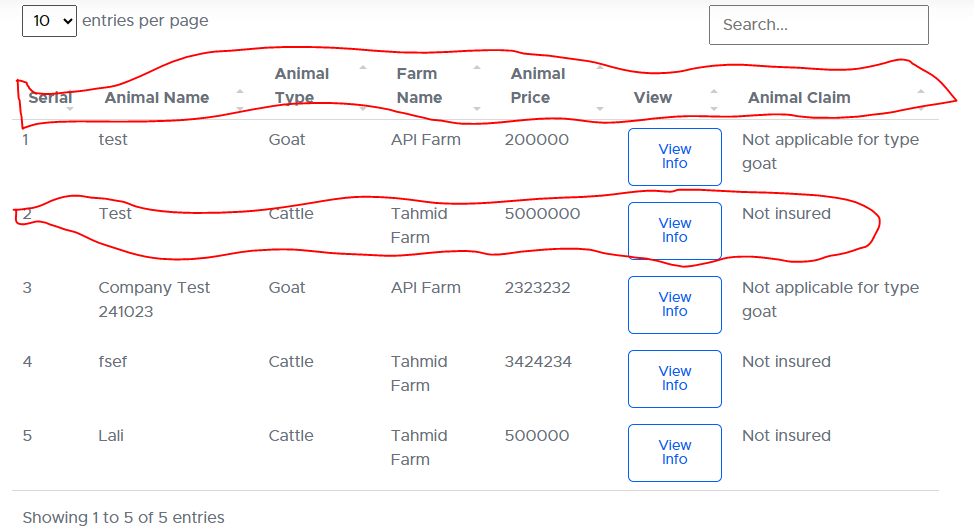 10 entries per page
Search...
Serial Animal Name Animal Type Farm Name Animal Price View Animal Claim
1 test Goat API Farm 200000 View Info Not applicable for type goat
2 Test Cattle Tahmid Farm 5000000 View Info Not insured
3 Company Test 241023 Goat API Farm 2323232 View Info Not applicable for type goat
4 fsef Cattle Tahmid Farm 3424234 View Info Not insured
5 Lali Cattle Tahmid Farm 500000 View Info Not insured
Showing 1 to 5 of 5 entries